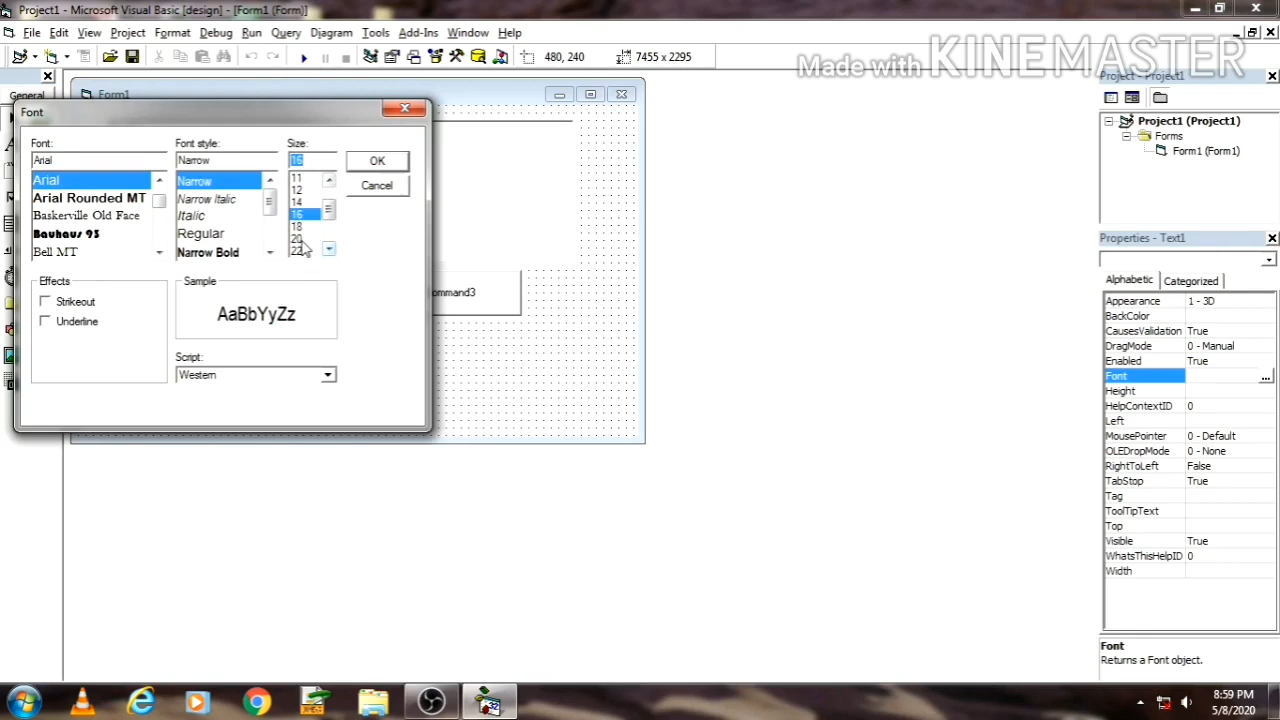 Project1 - Microsoft Visual Basic [design] - [Form1 (Form)]
File Edit View Project Format Debug Run Query Diagram Tools Add-Ins Window Help
480, 240 7455 x 2295
Made with KINEMASTER
General
Form1
Project - Project1
Font
Font: Font style: Size:
Arial Narrow 16 OK
Arial
Arial Rounded MT
Baskerville Old Face
Bauhaus 93
Bell MT
Narrow
Narrow Italic
Italic
Regular
Narrow Bold
11
12
14
16
18
20
22
Cancel
Effects
Strikeout
Underline
Sample
AaBbYyZz
Script:
Western
Command3
Project1 (Project1)
Forms
Form1 (Form1)
Properties - Text1
Alphabetic Categorized
Appearance 1 - 3D
BackColor
CausesValidation True
DragMode 0 - Manual
Enabled True
Font ...
Height
HelpContextID 0
Left
MousePointer 0 - Default
OLEDropMode 0 - None
RightToLeft False
TabStop True
Tag
ToolTipText
Top
Visible True
WhatsThisHelpID 0
Width
Font
Returns a Font object.
32
8:59 PM
5/8/2020